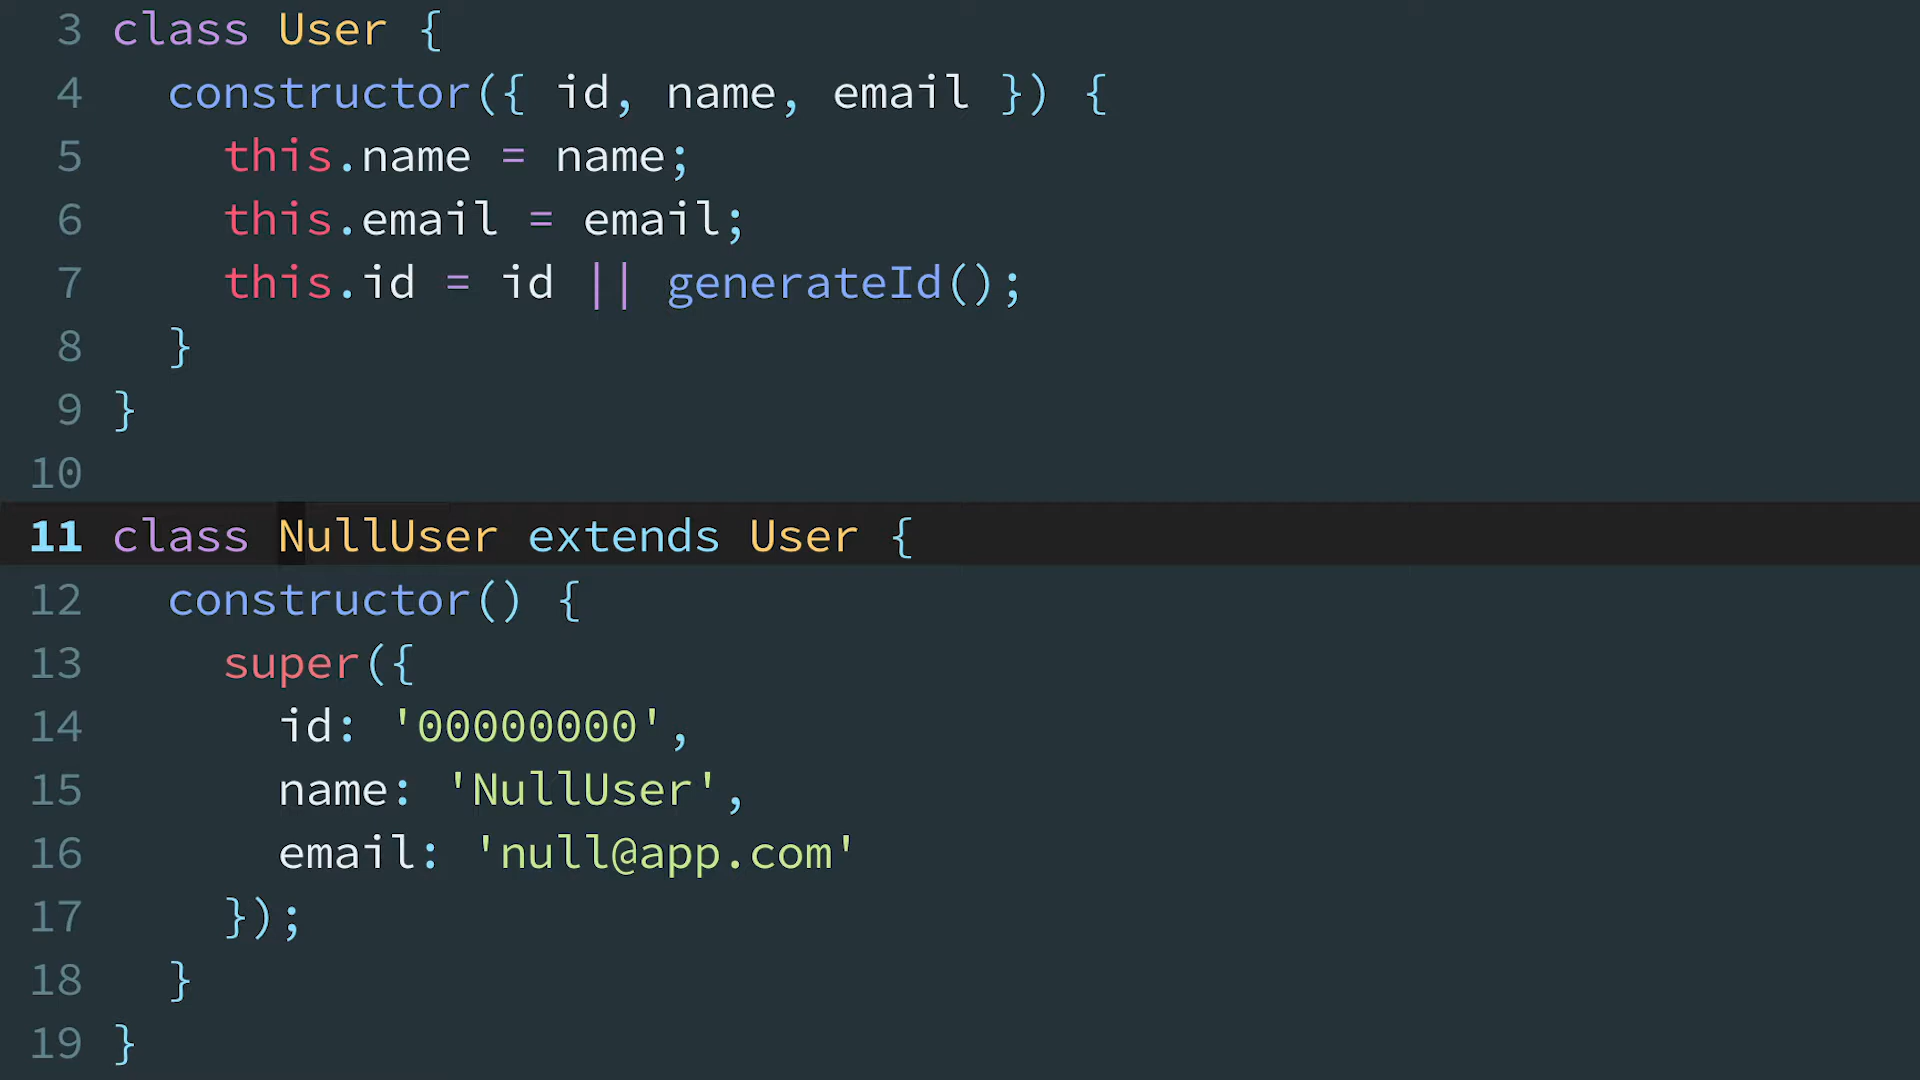 3 class User {
4   constructor({ id, name, email }) {
5     this.name = name;
6     this.email = email;
7     this.id = id || generateId();
8   }
9 }
10
11 class NullUser extends User {
12   constructor() {
13     super({
14       id: '00000000',
15       name: 'NullUser',
16       email: 'null@app.com'
17     });
18   }
19 }